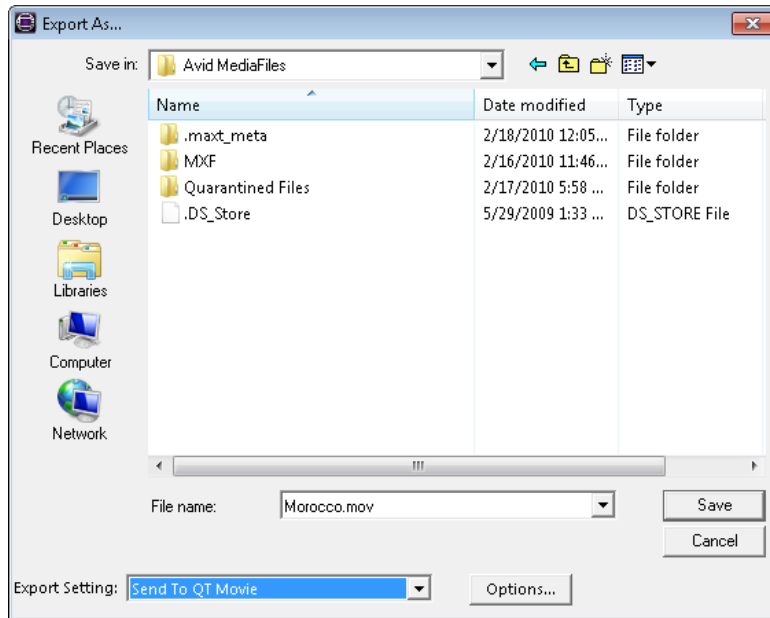 Export As...
Save in: Avid MediaFiles
Recent Places
Desktop
Libraries
Computer
Network
Name Date modified Type
.maxt_meta 2/18/2010 12:05... File folder
MXF 2/16/2010 11:46... File folder
Quarantined Files 2/17/2010 5:58 ... File folder
.DS_Store 5/29/2009 1:33 ... DS_STORE File
File name: Morocco.mov Save
Cancel
Export Setting: Send To QT Movie Options...